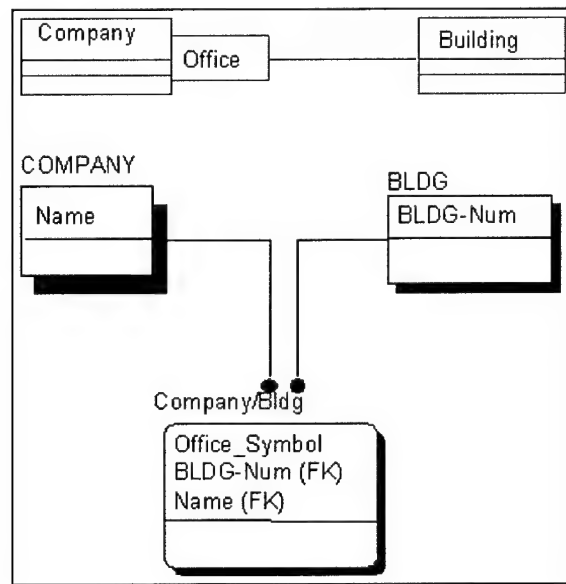 Company
Office
Building
COMPANY
Name
BLDG
BLDG-Num
Company/Bldg
Office_Symbol
BLDG-Num (FK)
Name (FK)